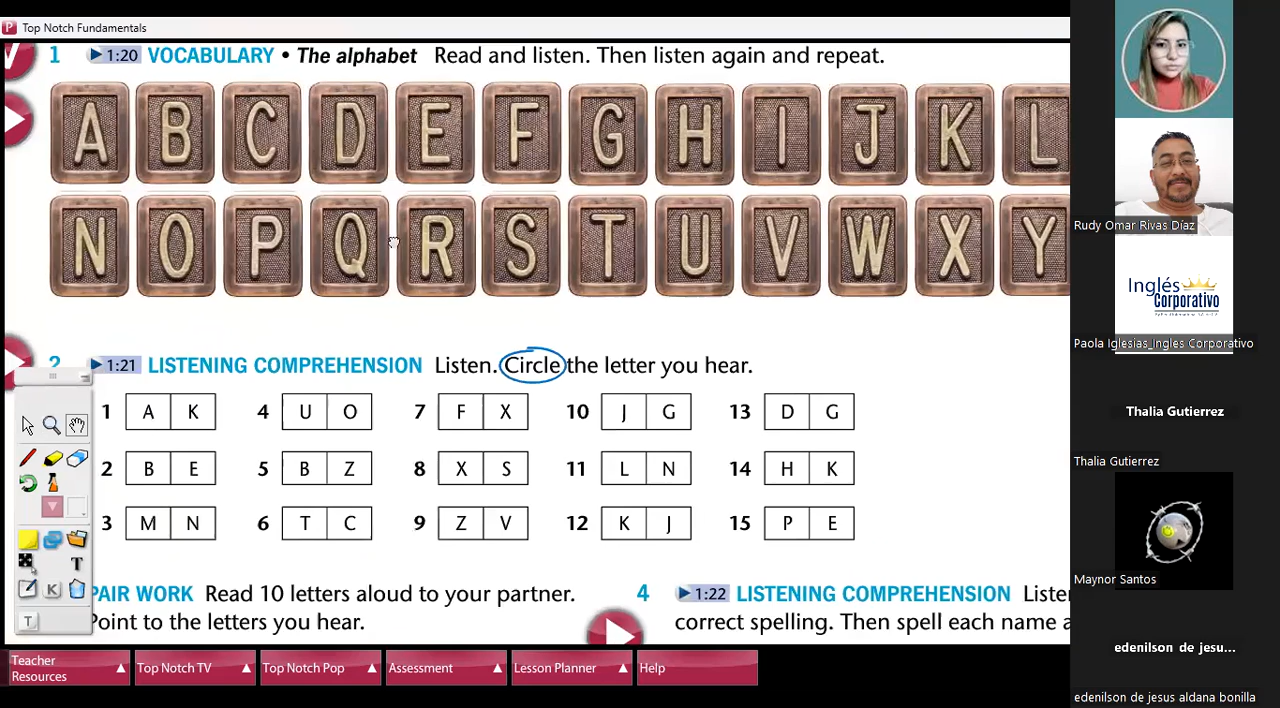 Top Notch Fundamentals
1 1:20 VOCABULARY • The alphabet Read and listen. Then listen again and repeat.
A B C D E F G H I J K L
N O P Q R S T U V W X Y
2 1:21 LISTENING COMPREHENSION Listen. Circle the letter you hear.
1 A K 4 U O 7 F X 10 J G 13 D G
2 B E 5 B Z 8 X S 11 L N 14 H K
3 M N 6 T C 9 Z V 12 K J 15 P E
PAIR WORK Read 10 letters aloud to your partner.
Point to the letters you hear.
4 1:22 LISTENING COMPREHENSION Liste
correct spelling. Then spell each name a
T
K
T
Teacher
Resources
Top Notch TV
Top Notch Pop
Assessment
Lesson Planner
Help
Rudy Omar Rivas Díaz
Inglés
Corporativo
Paola Iglesias_Ingles Corporativo
Thalia Gutierrez
Thalia Gutierrez
Maynor Santos
edenilson de jesu...
edenilson de jesus aldana bonilla